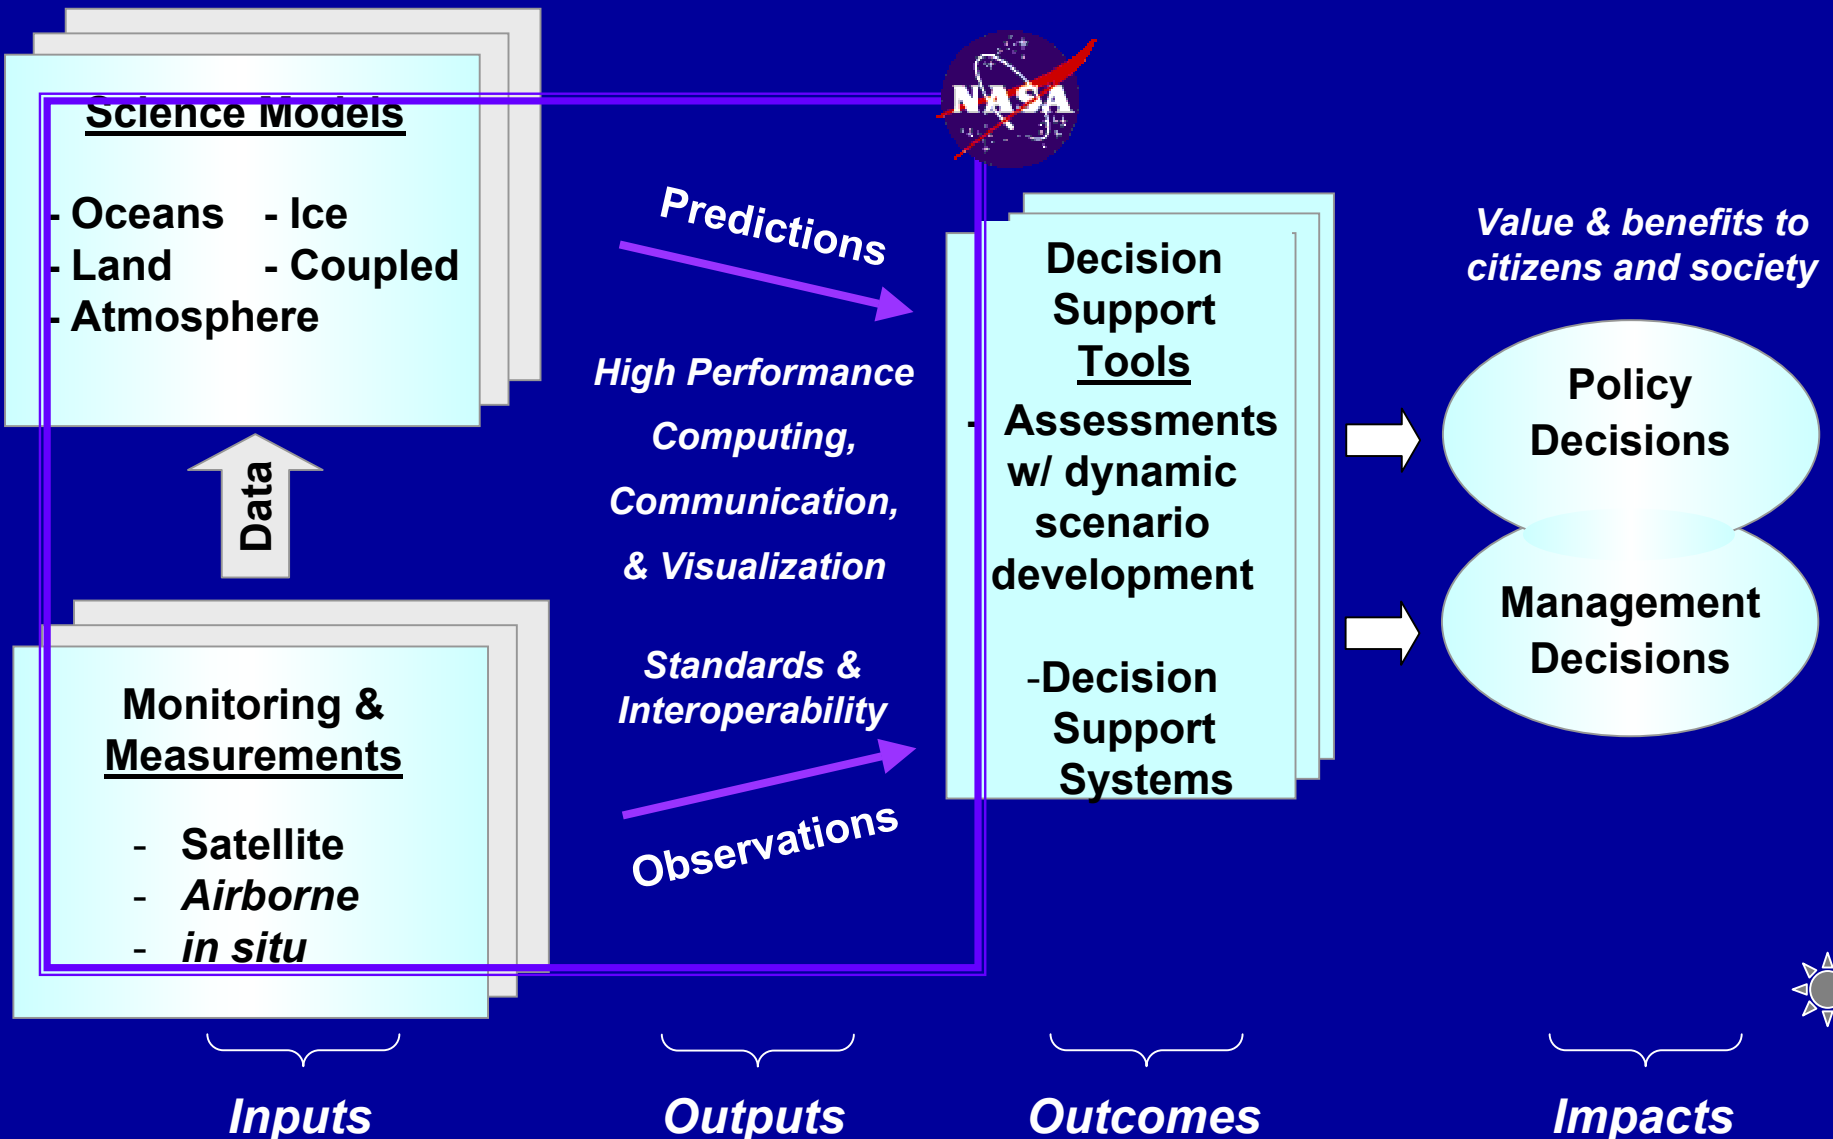 Science Models
- Oceans - Ice
- Land - Coupled
- Atmosphere
Data
Monitoring &
Measurements
- Satellite
- Airborne
- in situ
Inputs
NASA
Predictions
High Performance
Computing,
Communication,
& Visualization
Standards &
Interoperability
Observations
Outputs
Decision
Support
Tools
- Assessments
w/ dynamic
scenario
development
-Decision
Support
Systems
Outcomes
Value & benefits to
citizens and society
Policy
Decisions
Management
Decisions
Impacts